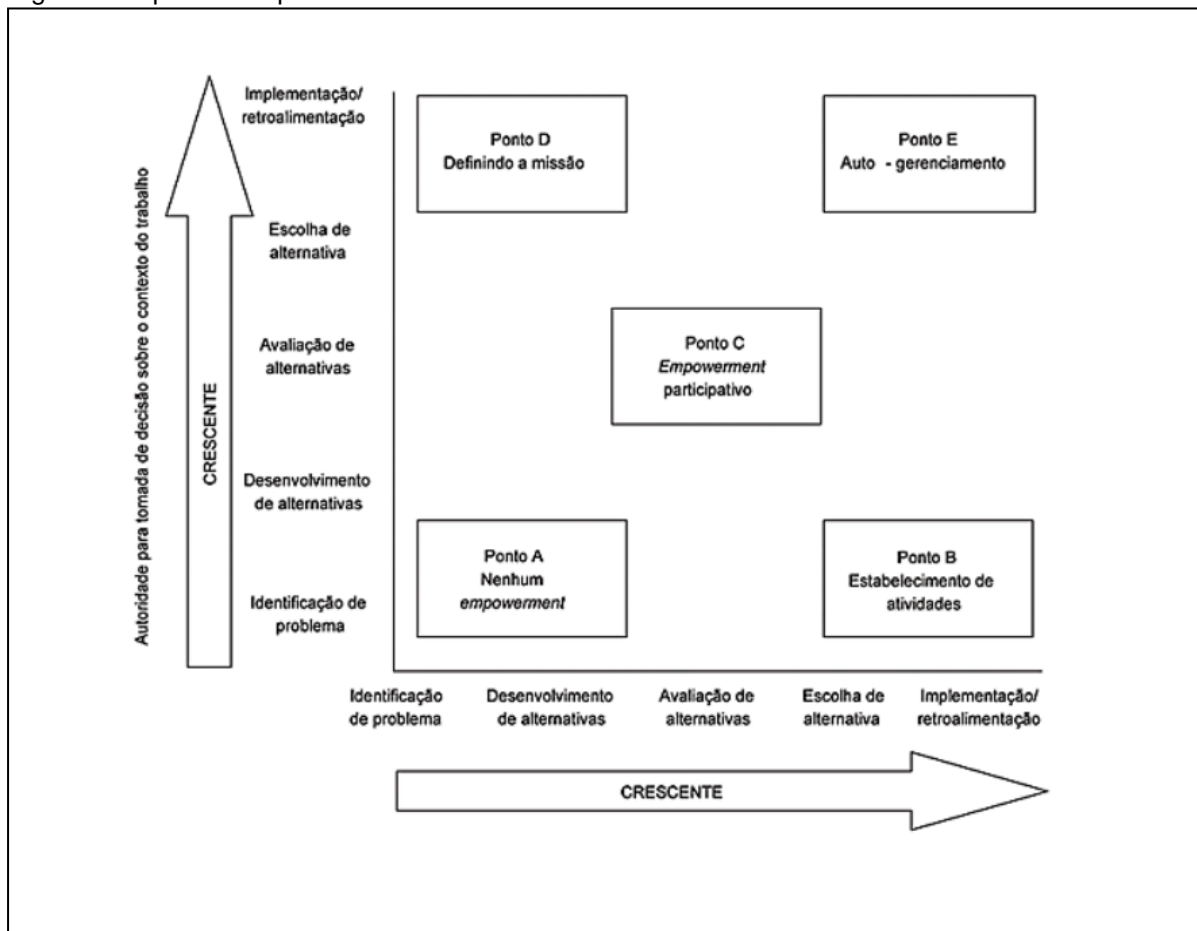 Implementação/
retroalimentação
Escolha de
alternativa
Avaliação de
alternativas
Desenvolvimento
de alternativas
Identificação de
problema
Autoridade para tomada de decisão sobre o contexto do trabalho
CRESCENTE
Ponto D
Definindo a missão
Ponto E
Auto - gerenciamento
Ponto C
Empowerment
participativo
Ponto A
Nenhum
empowerment
Ponto B
Estabelecimento de
atividades
Identificação
de problema
Desenvolvimento
de alternativas
Avaliação de
alternativas
Escolha de
alternativa
Implementação/
retroalimentação
CRESCENTE